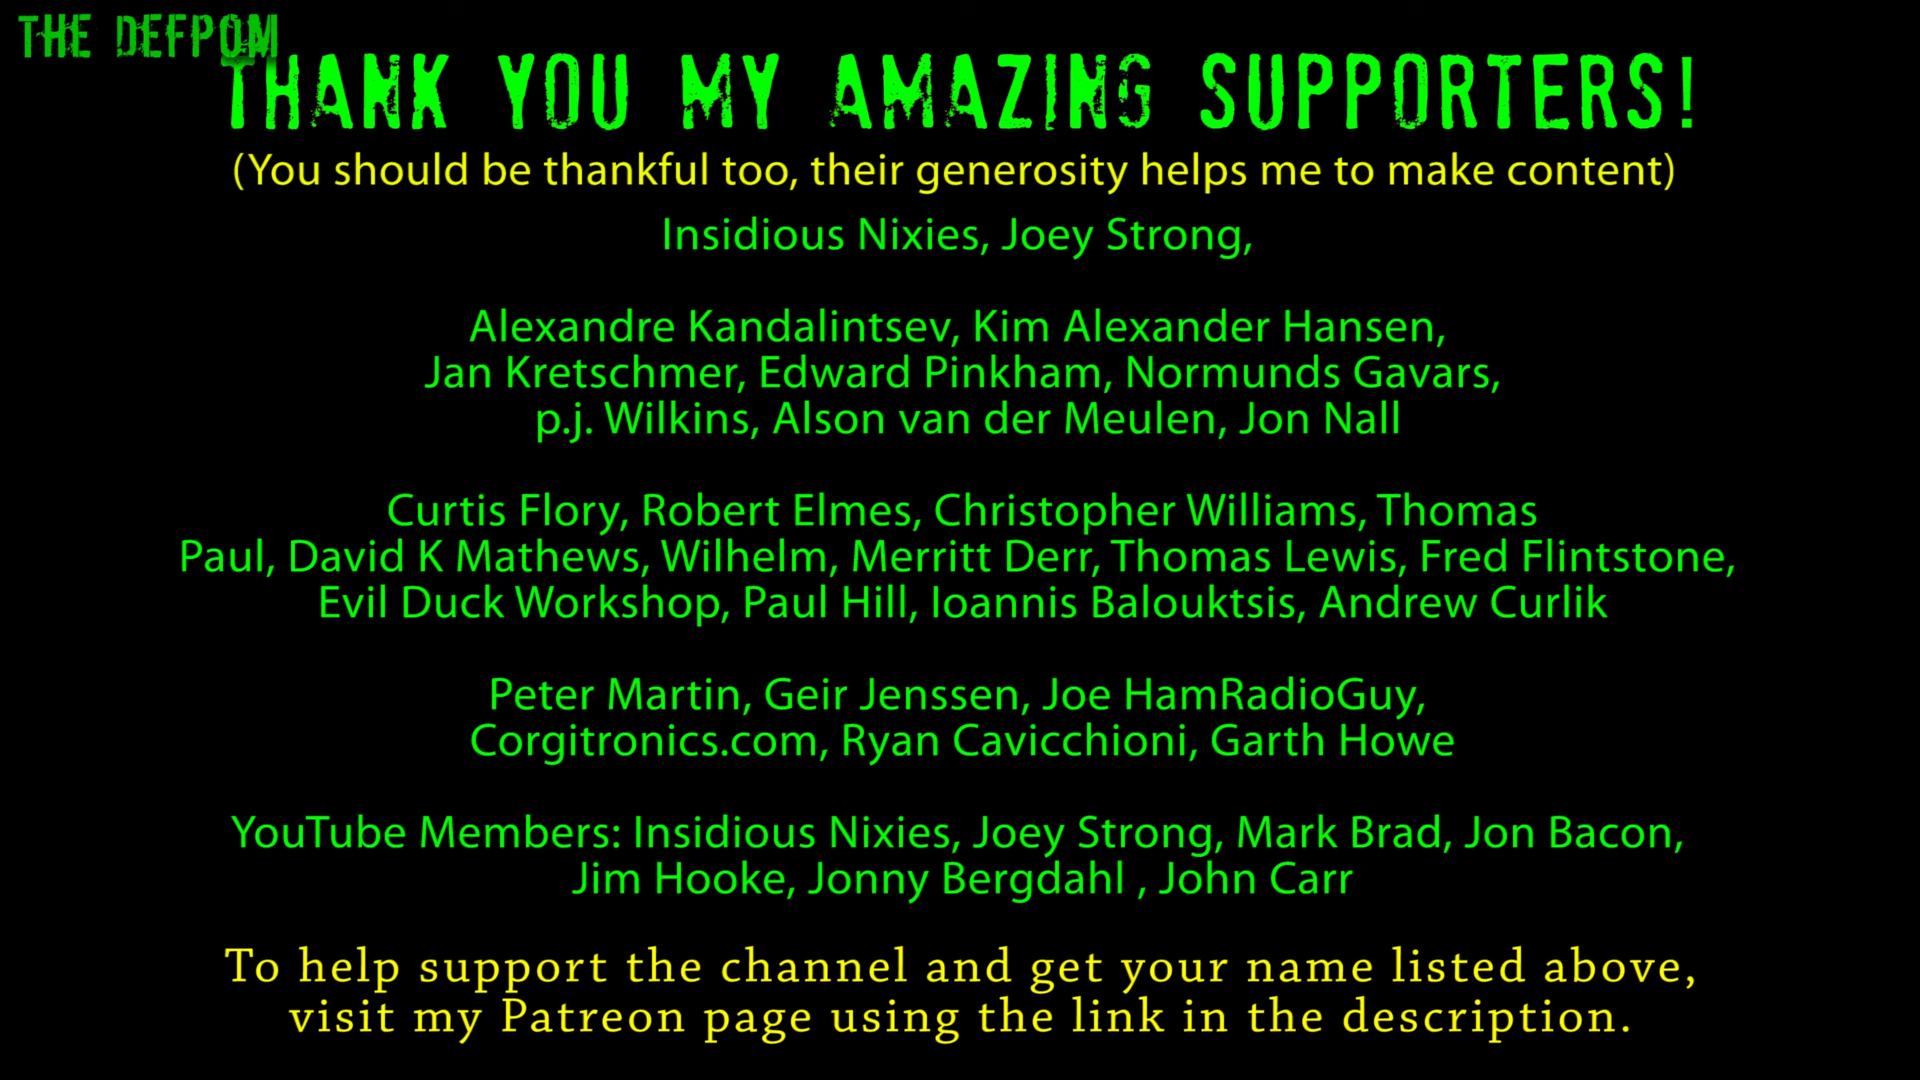 THE DEFPOM
THANK YOU MY AMAZING SUPPORTERS!
(You should be thankful too, their generosity helps me to make content)
Insidious Nixies, Joey Strong,
Alexandre Kandalintsev, Kim Alexander Hansen,
Jan Kretschmer, Edward Pinkham, Normunds Gavars,
p.j. Wilkins, Alson van der Meulen, Jon Nall
Curtis Flory, Robert Elmes, Christopher Williams, Thomas
Paul, David K Mathews, Wilhelm, Merritt Derr, Thomas Lewis, Fred Flintstone,
Evil Duck Workshop, Paul Hill, Ioannis Balouktsis, Andrew Curlik
Peter Martin, Geir Jenssen, Joe HamRadioGuy,
Corgitronics.com, Ryan Cavicchioni, Garth Howe
YouTube Members: Insidious Nixies, Joey Strong, Mark Brad, Jon Bacon,
Jim Hooke, Jonny Bergdahl , John Carr
To help support the channel and get your name listed above,
visit my Patreon page using the link in the description.